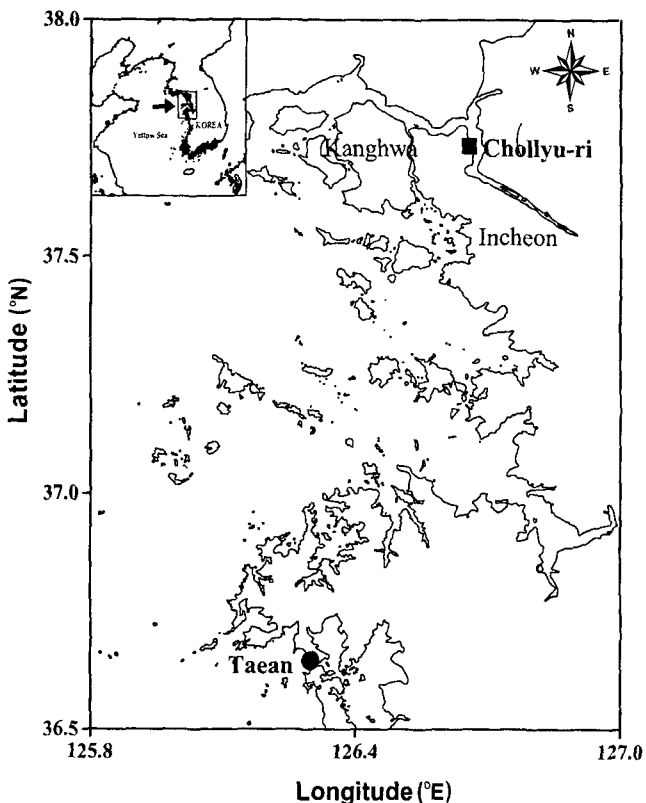 38.0
N
W E
S
KOREA
Yellow Sea
Kanghwa
Chollyu-ri
Incheon
37.5
Latitude (°N)
37.0
Taean
36.5
125.8 126.4 127.0
Longitude (°E)